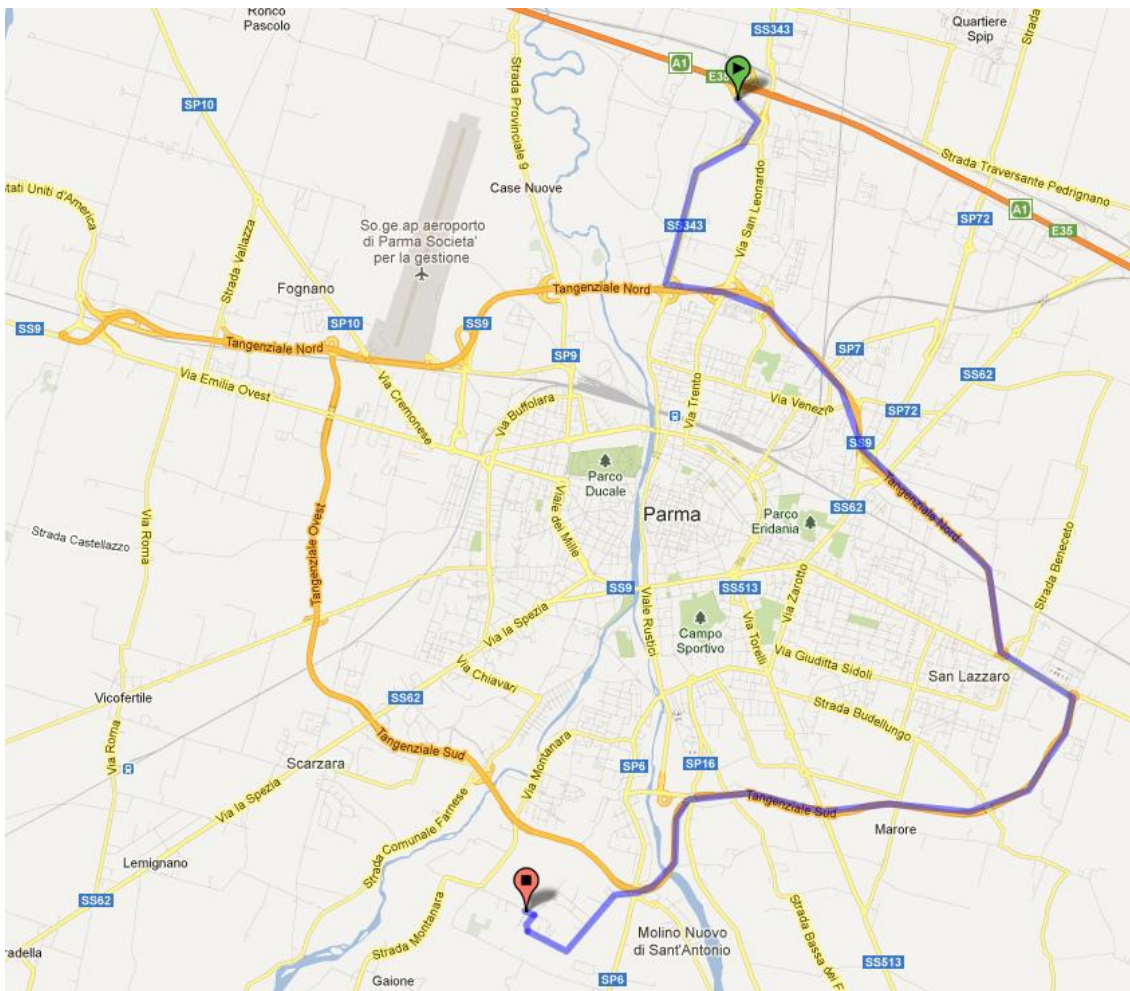 Ronco
Pascolo
SS343
Quartiere
Spip
Strada
A1
E35
SP10
Strada Provinciale 9
Strada Traversante Pedrignano
Case Nuove
Via San Leonardo
SP72
A1
E35
Stati Uniti d'America
Strada Vallazza
So.ge.ap aeroporto
di Parma Societa'
per la gestione
SS343
Fognano
Tangenziale Nord
SS9
SP10
SS9
Tangenziale Nord
SP9
SP7
SS62
Via Emilia Ovest
Via Cremonese
Via Buffolara
Via Trento
Via Venezia
SP72
SS9
Parco
Ducale
Tangenziale Nord
Viale dei Mille
Parma
Parco
Eridania
SS62
Via Roma
Strada Castellazzo
Tangenziale Ovest
Strada Beneceto
SS9
SS513
Via Zarotto
Viale Rustici
Via la Spezia
Campo
Sportivo
Via Torelli
Via Giuditta Sidoli
San Lazzaro
Via Chiavari
Vicofertile
SS62
Strada Budellungo
Via Roma
Tangenziale Sud
Via Montanara
Scarzara
SP6
SP16
Via la Spezia
Tangenziale Sud
Marore
Strada Comunale Farnese
Lemignano
SS62
Strada Montanara
Molino Nuovo
di Sant'Antonio
Strada Bassa dei F
radella
SS513
Gaione
SP6